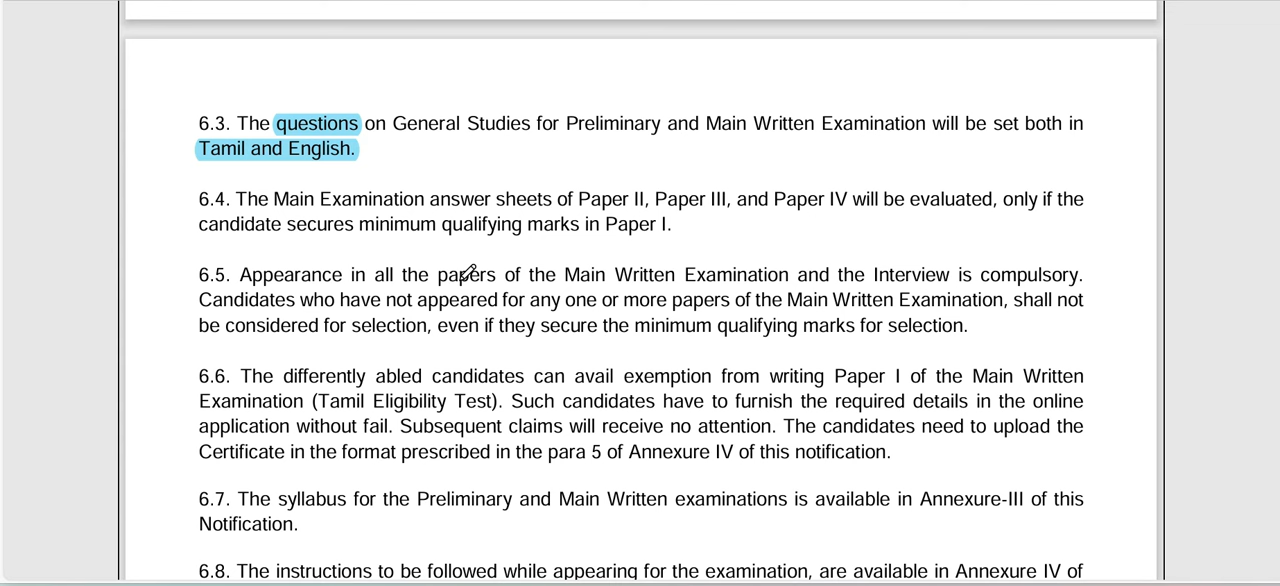 6.3. The questions on General Studies for Preliminary and Main Written Examination will be set both in
Tamil and English.
6.4. The Main Examination answer sheets of Paper II, Paper III, and Paper IV will be evaluated, only if the
candidate secures minimum qualifying marks in Paper I.
6.5. Appearance in all the papers of the Main Written Examination and the Interview is compulsory.
Candidates who have not appeared for any one or more papers of the Main Written Examination, shall not
be considered for selection, even if they secure the minimum qualifying marks for selection.
6.6. The differently abled candidates can avail exemption from writing Paper I of the Main Written
Examination (Tamil Eligibility Test). Such candidates have to furnish the required details in the online
application without fail. Subsequent claims will receive no attention. The candidates need to upload the
Certificate in the format prescribed in the para 5 of Annexure IV of this notification.
6.7. The syllabus for the Preliminary and Main Written examinations is available in Annexure-III of this
Notification.
6.8. The instructions to be followed while appearing for the examination, are available in Annexure IV of